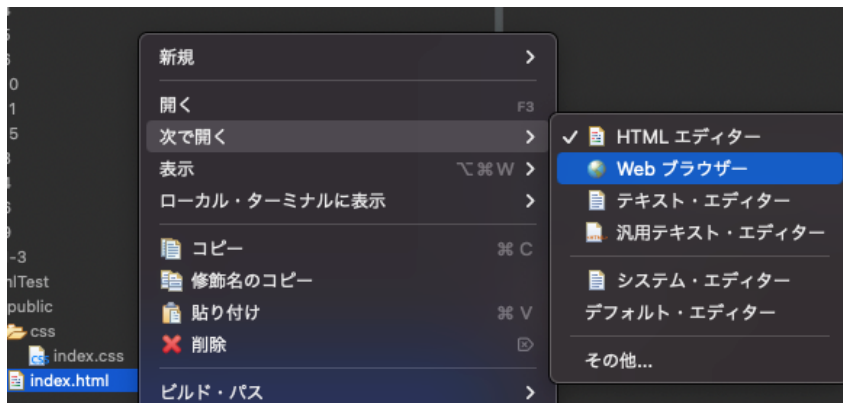 新規
開く F3
次で開く
表示 ⌥⌘W
ローカル・ターミナルに表示
コピー ⌘ C
修飾名のコピー
貼り付け ⌘ V
削除 ⌦
ビルド・パス
✓ HTML エディター
Web ブラウザー
テキスト・エディター
汎用テキスト・エディター
システム・エディター
デフォルト・エディター
その他...
0
1
5
-3
public
css
index.css
index.html